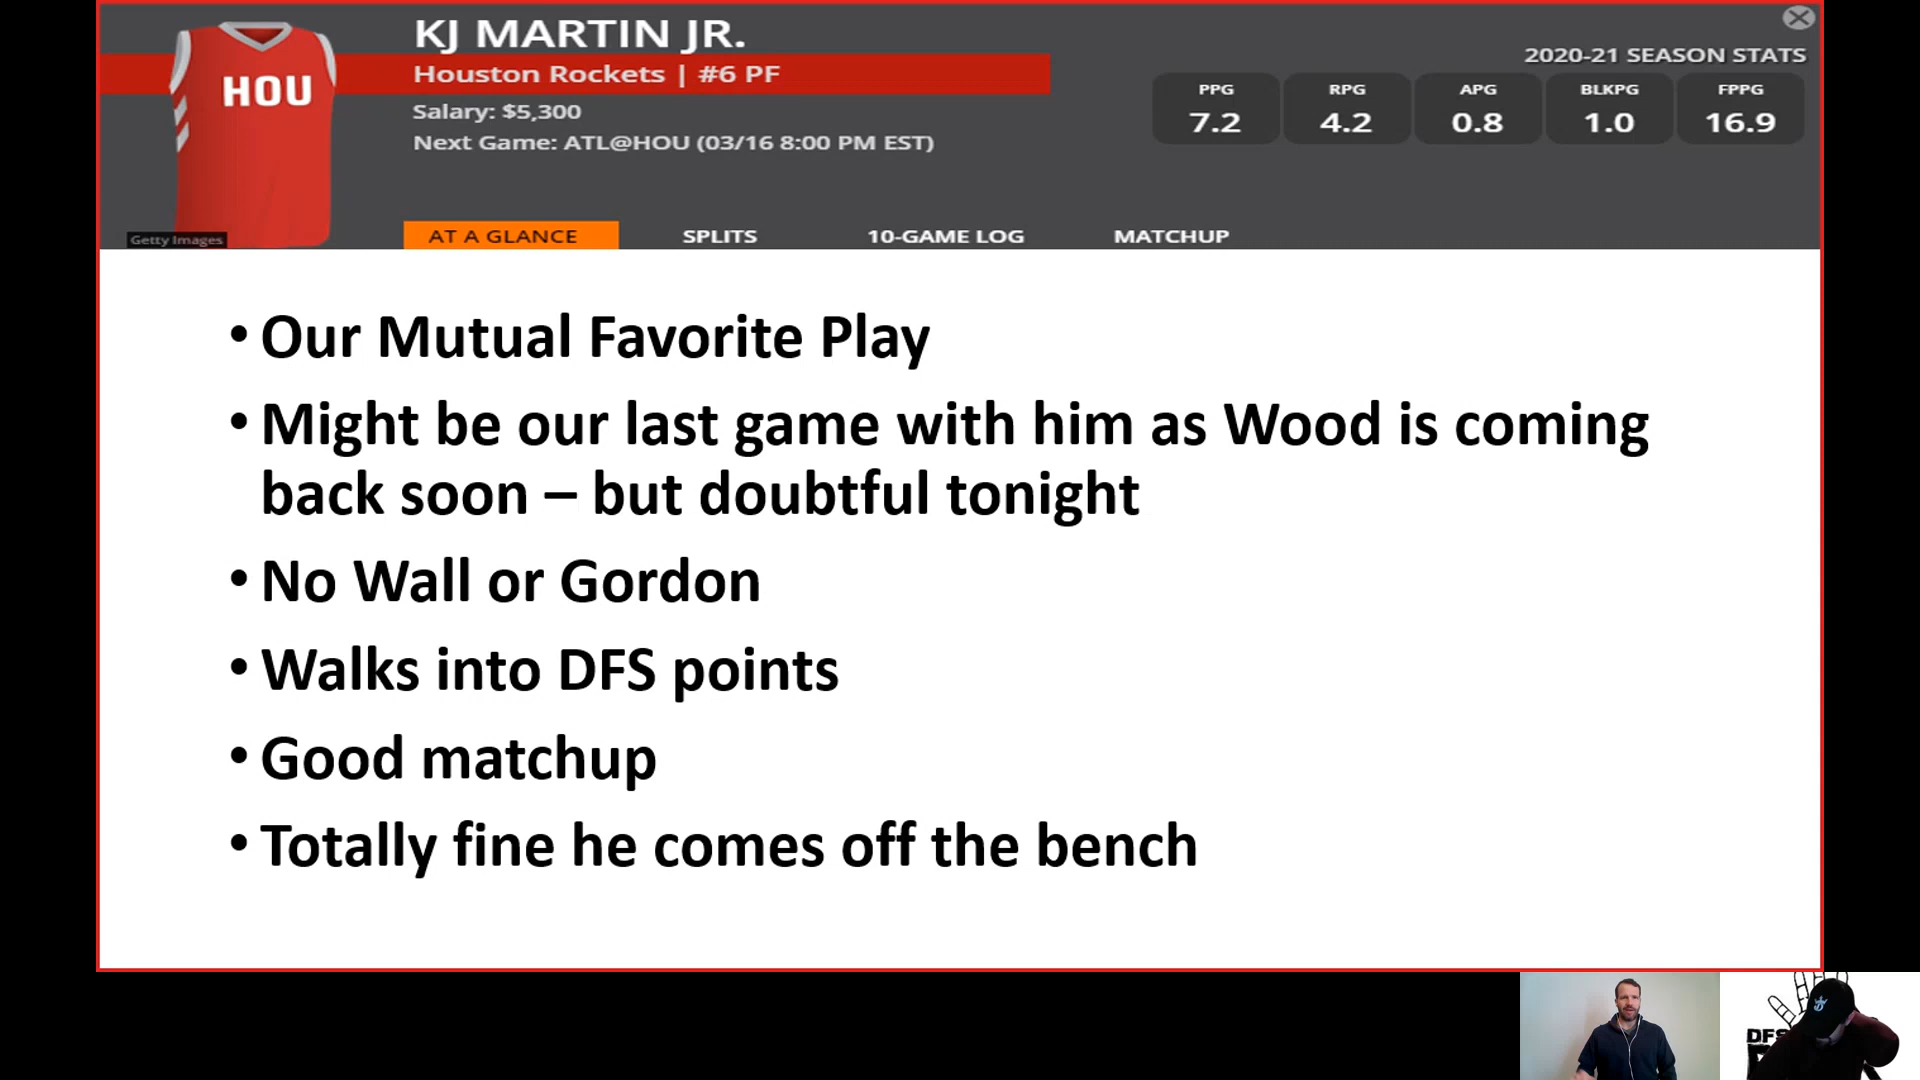 KJ MARTIN JR.
Houston Rockets | #6 PF
Salary: $5,300
Next Game: ATL@HOU (03/16 8:00 PM EST)
HOU
Getty Images
2020-21 SEASON STATS
PPG RPG APG BLKPG FPPG
7.2 4.2 0.8 1.0 16.9
AT A GLANCE SPLITS 10-GAME LOG MATCHUP
• Our Mutual Favorite Play
• Might be our last game with him as Wood is coming
back soon – but doubtful tonight
• No Wall or Gordon
• Walks into DFS points
• Good matchup
• Totally fine he comes off the bench
DFS